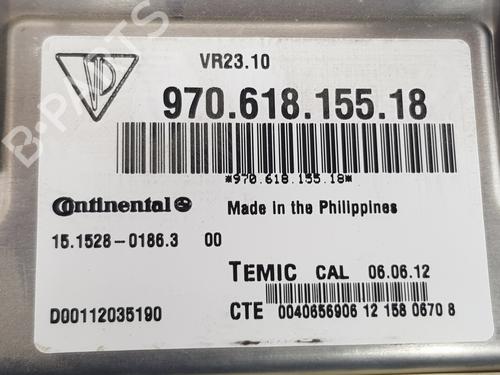 VR23.10
970.618.155.18
*970.618.155.18*
Continental Made in the Philippines
15.1528-0186.3 00
TEMIC CAL 06.06.12
D00112035190 CTE 0040656906 12 158 0670 8
B-PARTS